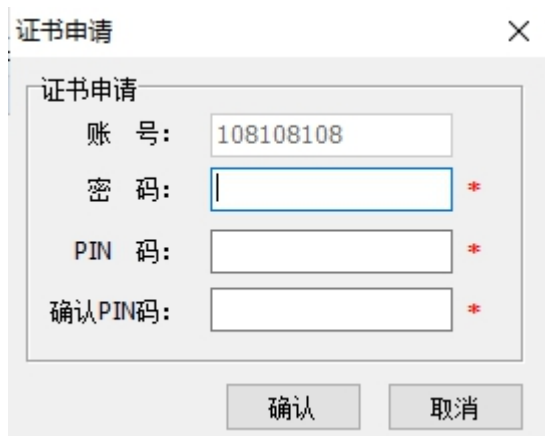 证书申请
证书申请
账 号: 108108108
密 码: *
PIN 码: *
确认PIN码: *
确认 取消